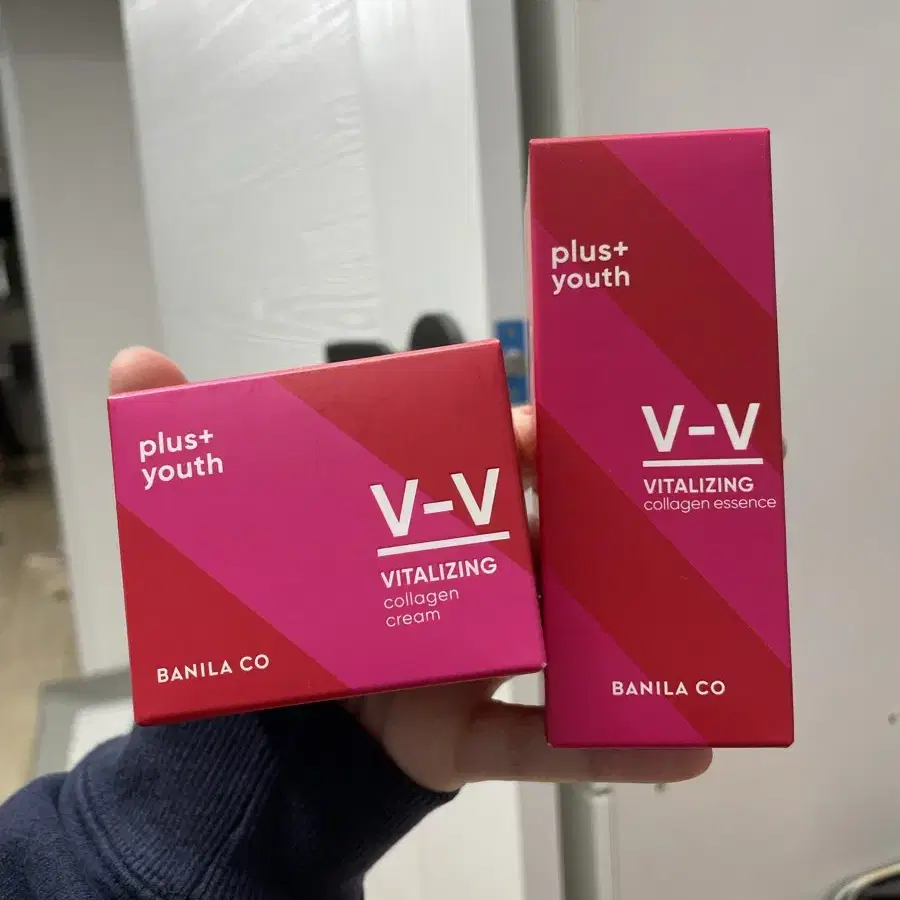 plus+
youth
V-V
VITALIZING
collagen
cream
BANILA CO
plus+
youth
V-V
VITALIZING
collagen essence
BANILA CO